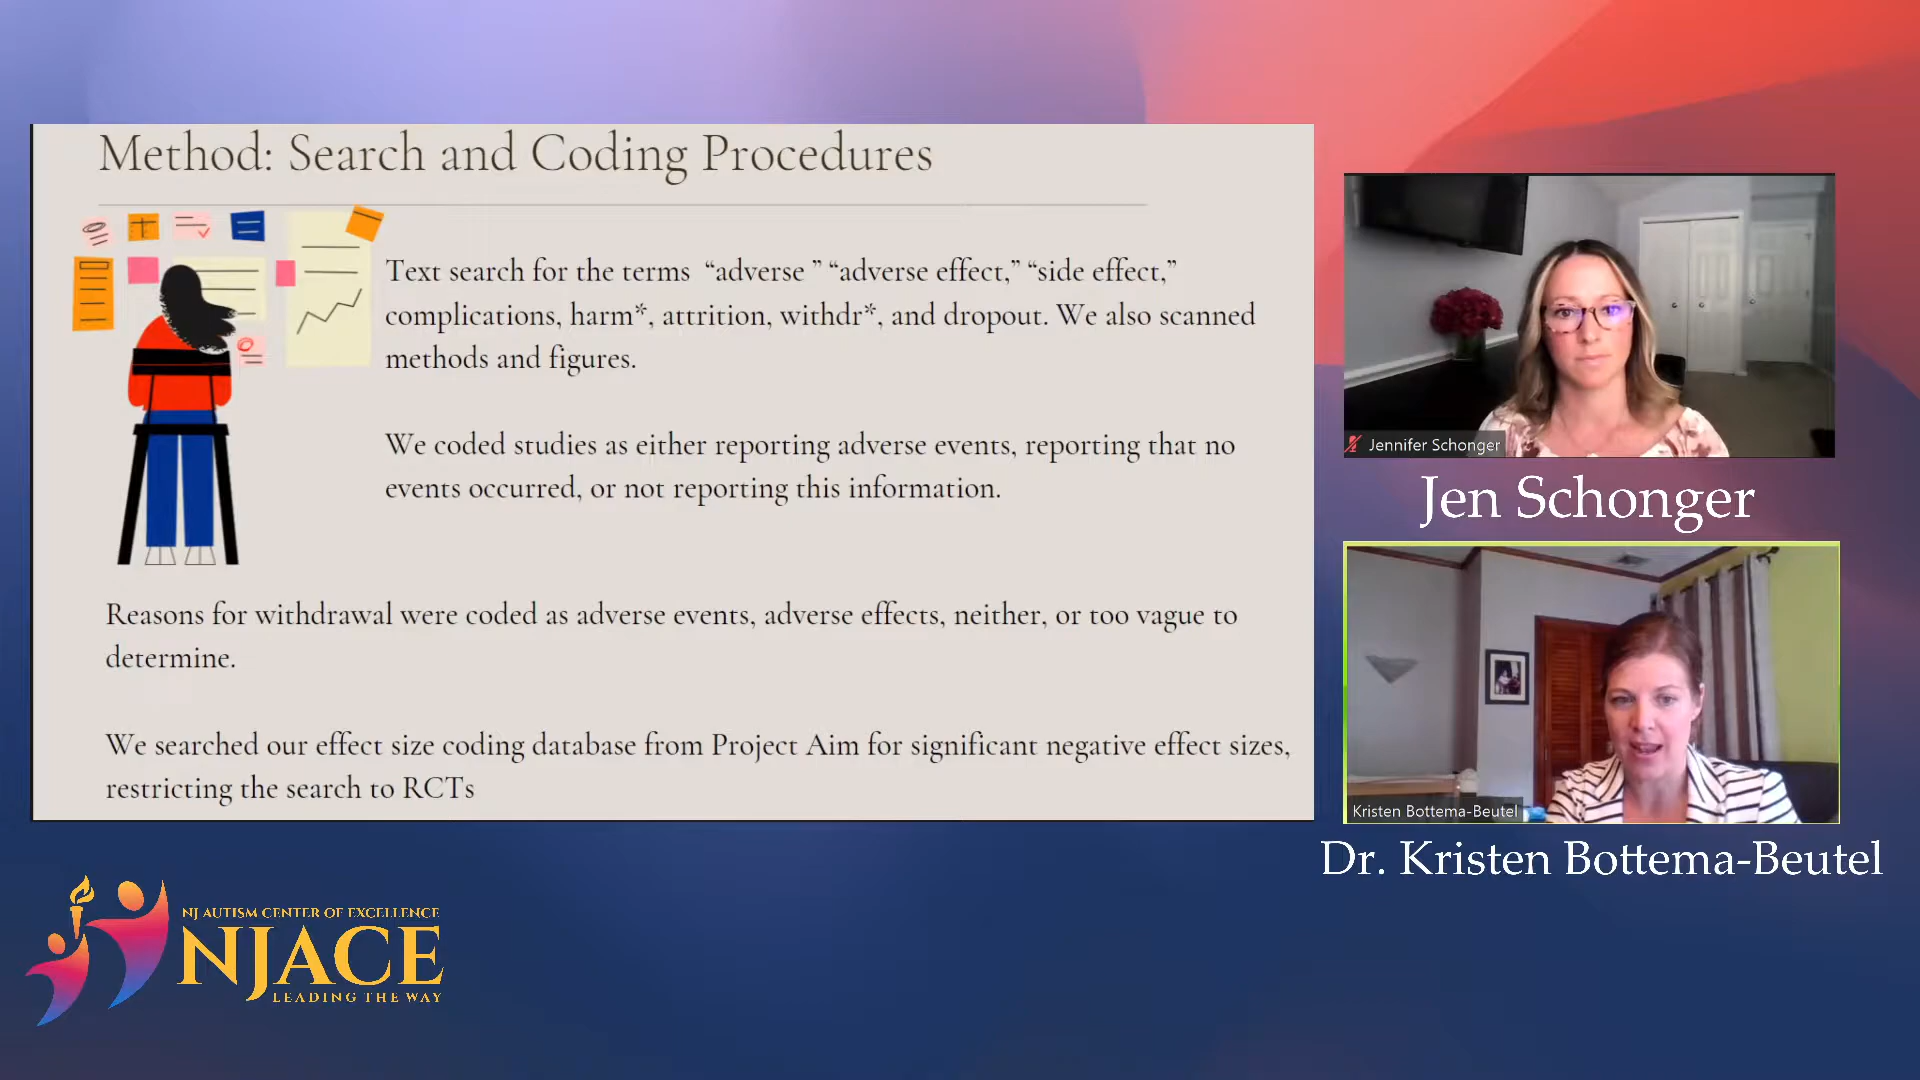 Method: Search and Coding Procedures
Text search for the terms “adverse ” “adverse effect,” “side effect,”
complications, harm*, attrition, withdr*, and dropout. We also scanned
methods and figures.
We coded studies as either reporting adverse events, reporting that no
events occurred, or not reporting this information.
Reasons for withdrawal were coded as adverse events, adverse effects, neither, or too vague to
determine.
We searched our effect size coding database from Project Aim for significant negative effect sizes,
restricting the search to RCTs
Jennifer Schonger
Jen Schonger
Kristen Bottema-Beutel
Dr. Kristen Bottema-Beutel
NJ AUTISM CENTER OF EXCELLENCE
NJACE
LEADING THE WAY